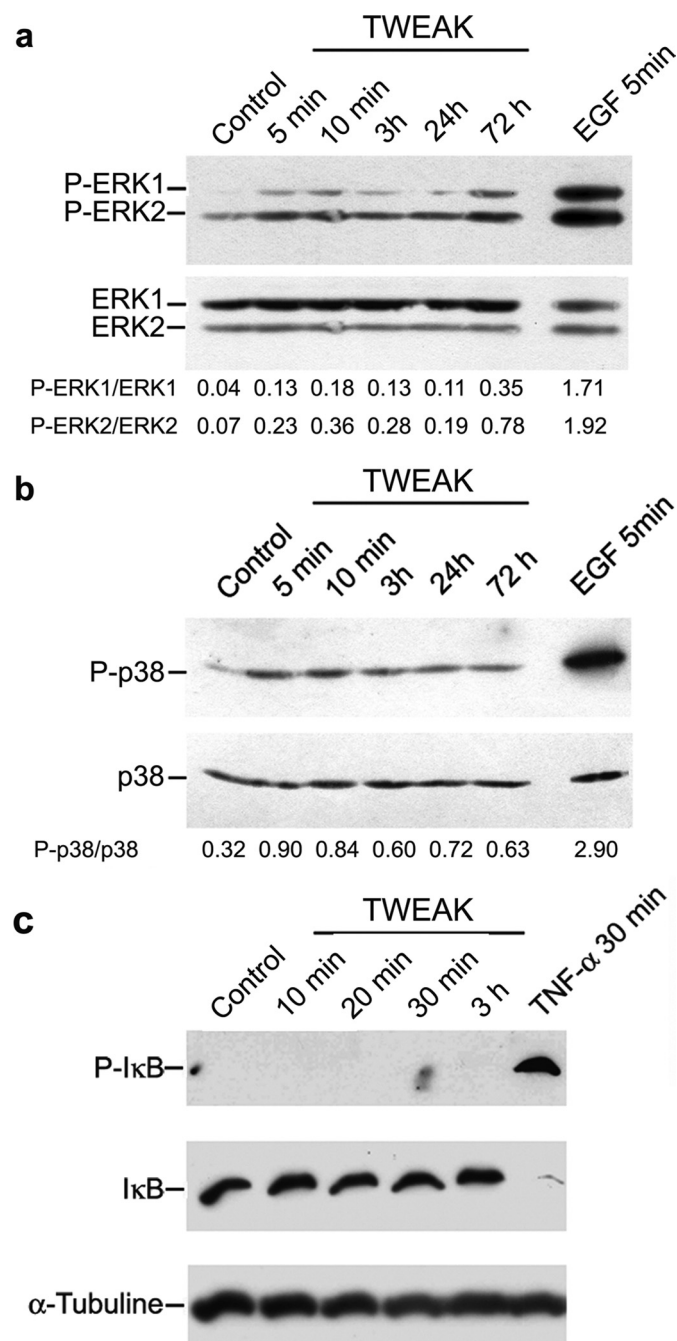 a
TWEAK
Control 5 min 10 min 3h 24h 72 h EGF 5min
P-ERK1
P-ERK2
ERK1
ERK2
P-ERK1/ERK1 0.04 0.13 0.18 0.13 0.11 0.35 1.71
P-ERK2/ERK2 0.07 0.23 0.36 0.28 0.19 0.78 1.92
b
TWEAK
Control 5 min 10 min 3h 24h 72 h EGF 5min
P-p38
p38
P-p38/p38 0.32 0.90 0.84 0.60 0.72 0.63 2.90
c
TWEAK
Control 10 min 20 min 30 min 3 h TNF-α 30 min
P-IκB
IκB
α-Tubuline